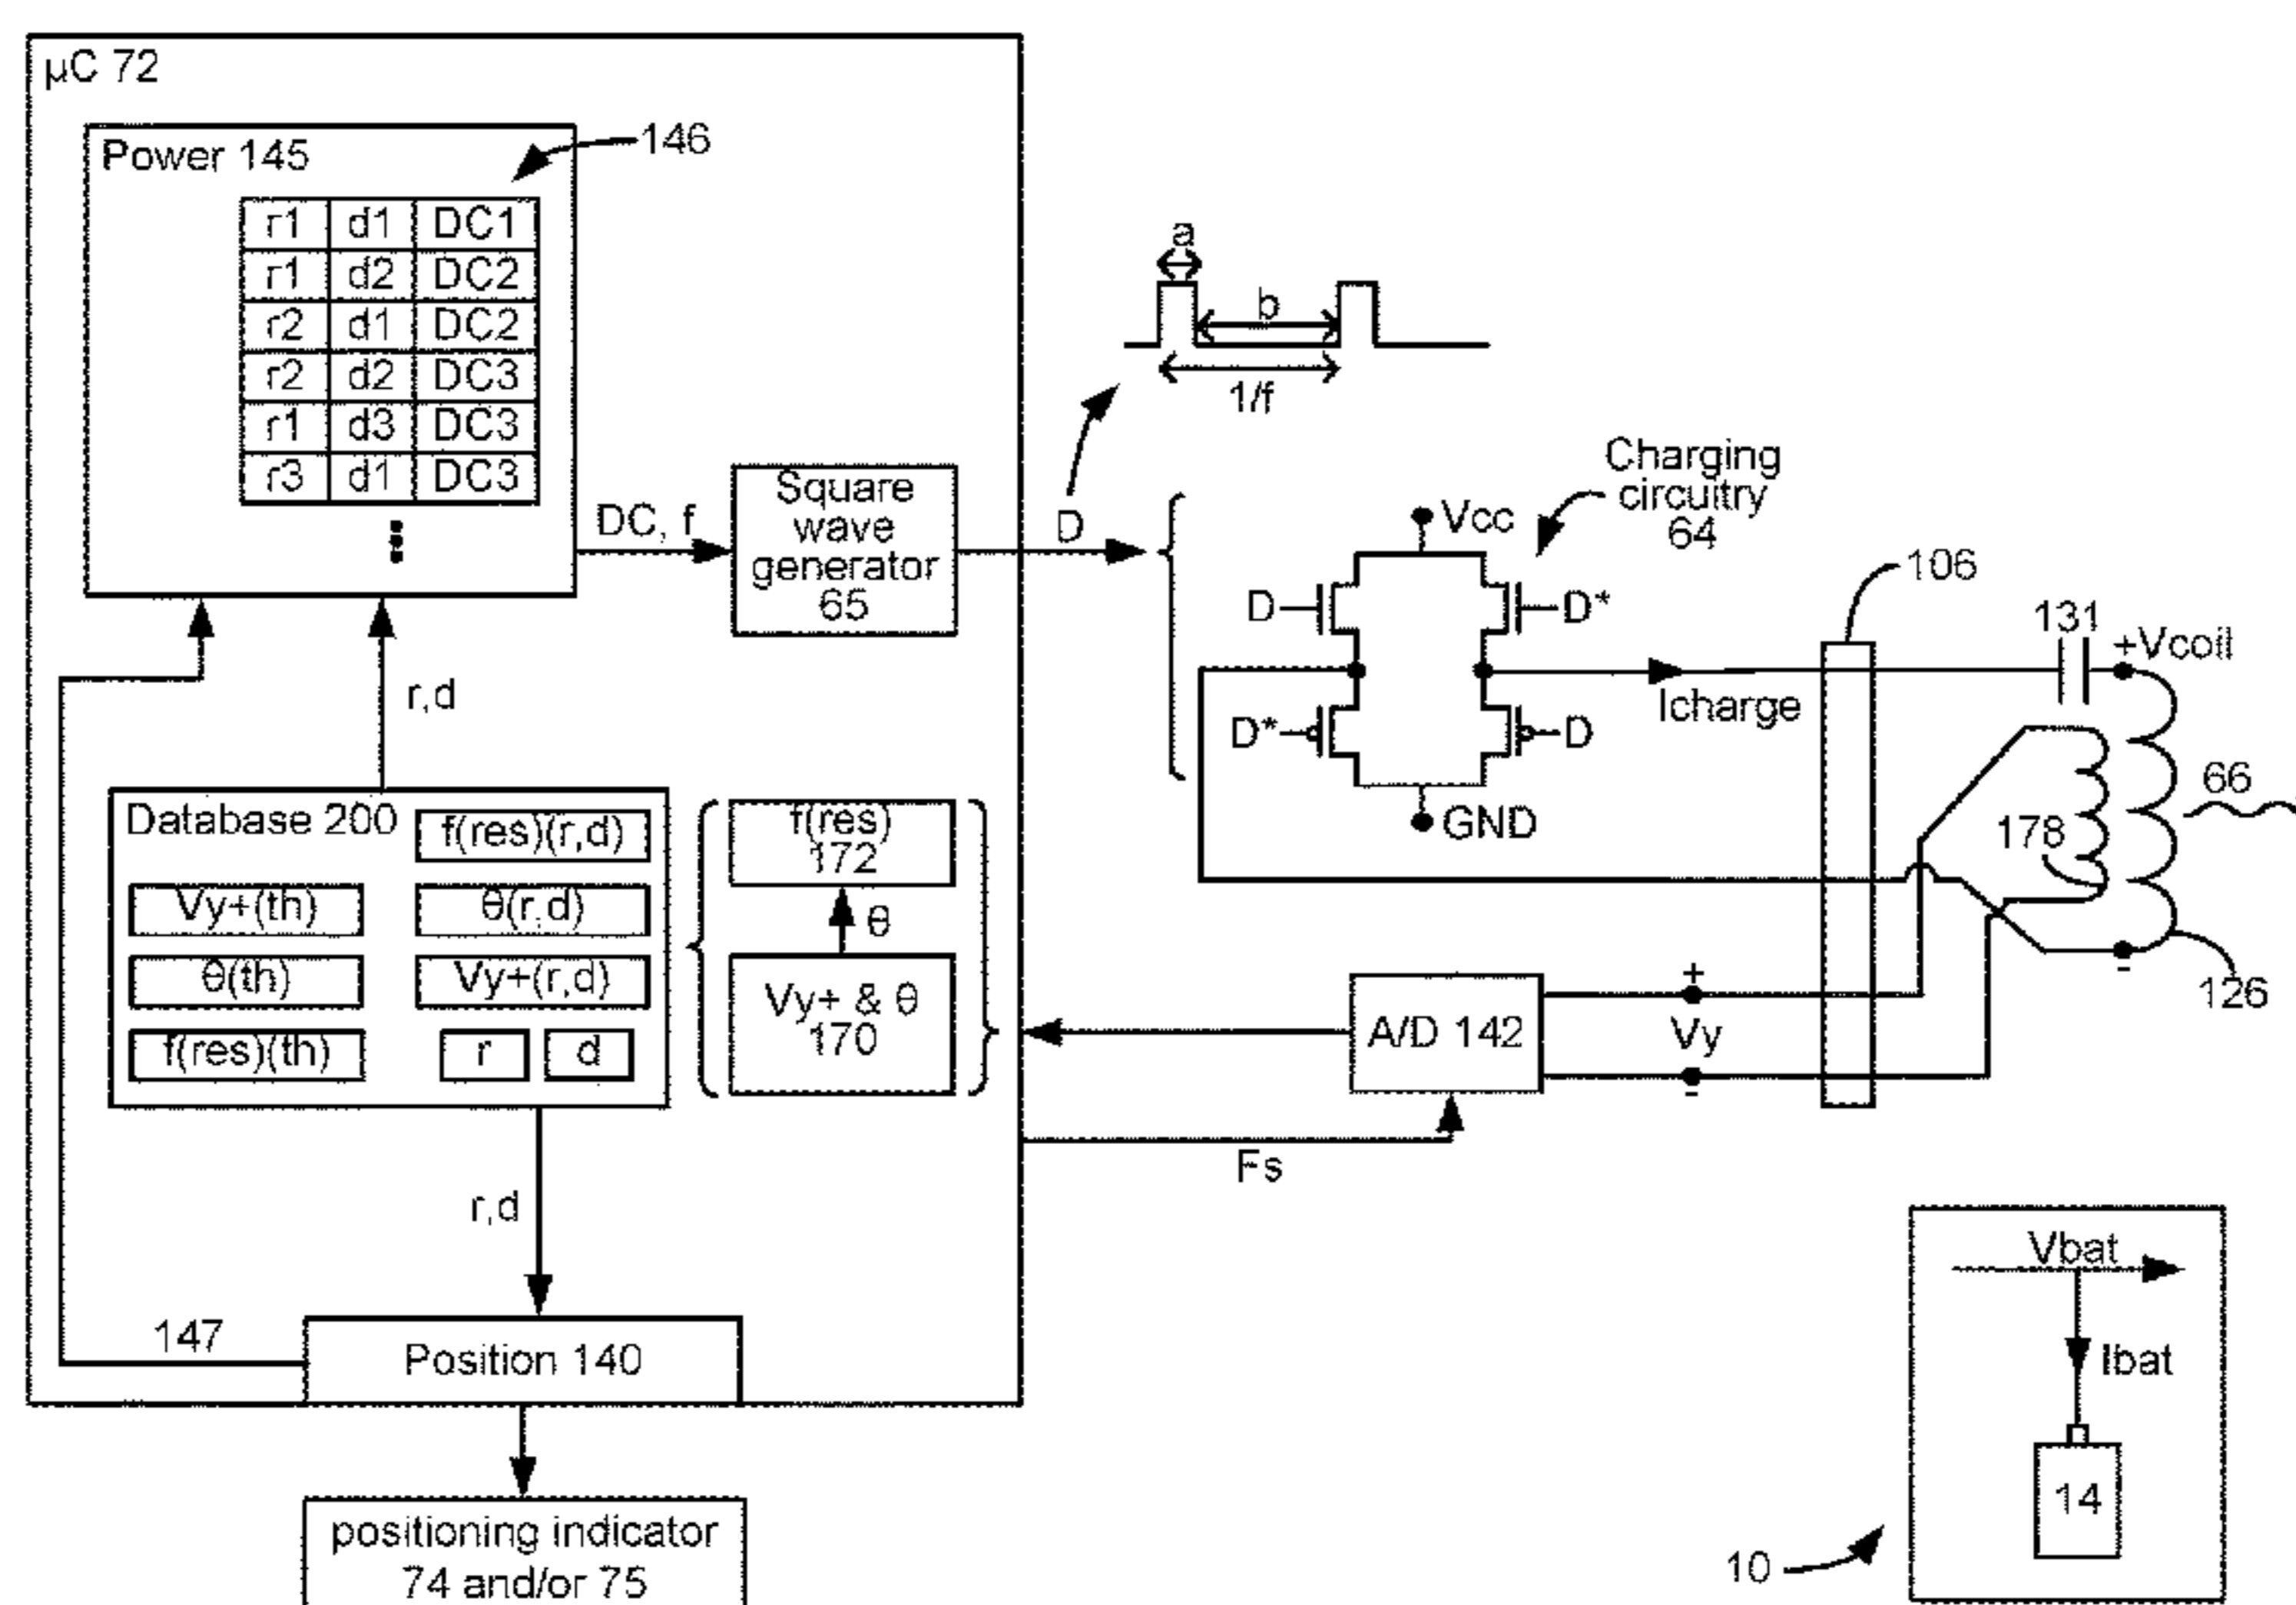 µC 72
Power 145
146
r1 d1 DC1
r1 d2 DC2
r2 d1 DC2
r2 d2 DC3
r1 d3 DC3
r3 d1 DC3
DC, f
Square
wave
generator
65
D
a
b
1/f
Charging
circuitry
64
Vcc
D
D*
D*
D
GND
Icharge
106
131
+Vcoil
66
178
126
-
r,d
Database 200
f(res)(r,d)
Vy+(th)
θ(r,d)
θ(th)
Vy+(r,d)
f(res)(th)
r
d
f(res)
172
θ
Vy+ & θ
170
A/D 142
+
Vy
-
Fs
r,d
147
Position 140
positioning indicator
74 and/or 75
Vbat
Ibat
14
10